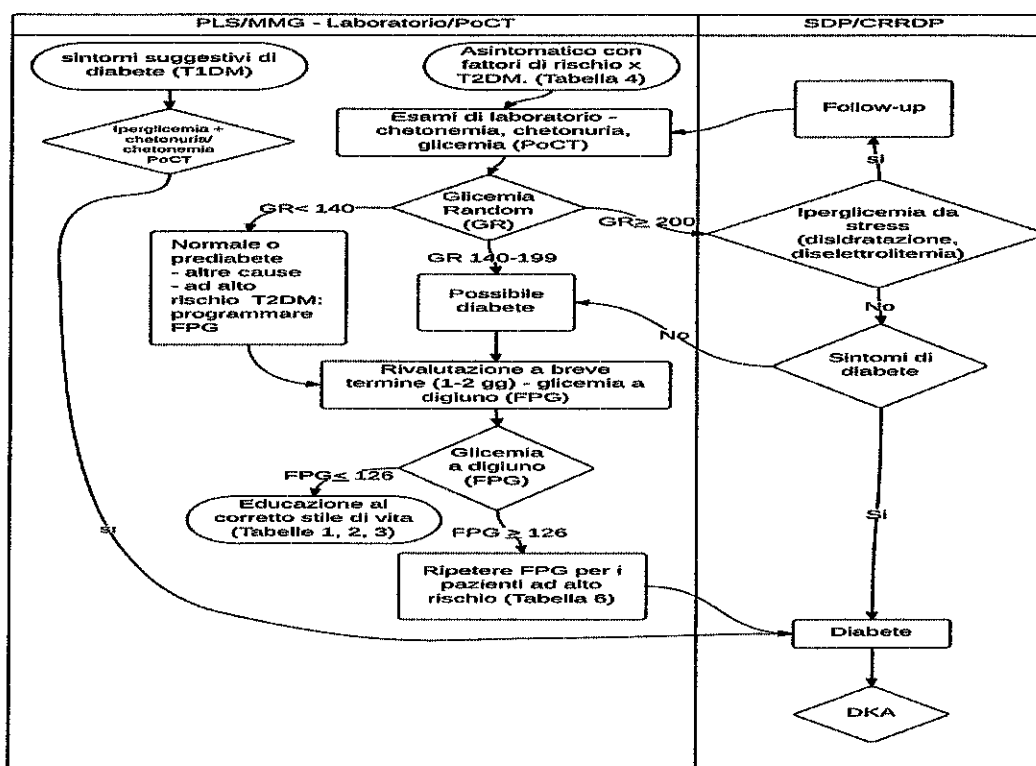 PLS/MMG - Laboratorio/PoCT
SDP/CRRDP
sintomi suggestivi di
diabete (T1DM)
Asintomatico con
fattori di rischio x
T2DM. (Tabella 4)
Iperglicemia +
chetonuria/
chetonemia
PoCT
Esami di laboratorio -
chetonemia, chetonuria,
glicemia (PoCT)
Follow-up
si
Glicemia
Random
(GR)
GR< 140
GR≥ 200
GR 140-199
Iperglicemia da
stress
(disidratazione,
diselettrolitemia)
Normale o
prediabete
- altre cause
- ad alto
rischio T2DM:
programmare
FPG
Possibile
diabete
No
No
Sintomi di
diabete
Rivalutazione a breve
termine (1-2 gg) - glicemia a
digiuno (FPG)
Glicemia
a digiuno
(FPG)
FPG≤ 126
Educazione al
corretto stile di vita
(Tabelle 1, 2, 3)
FPG ≥ 126
Si
si
Ripetere FPG per i
pazienti ad alto
rischio (Tabella 6)
Diabete
DKA